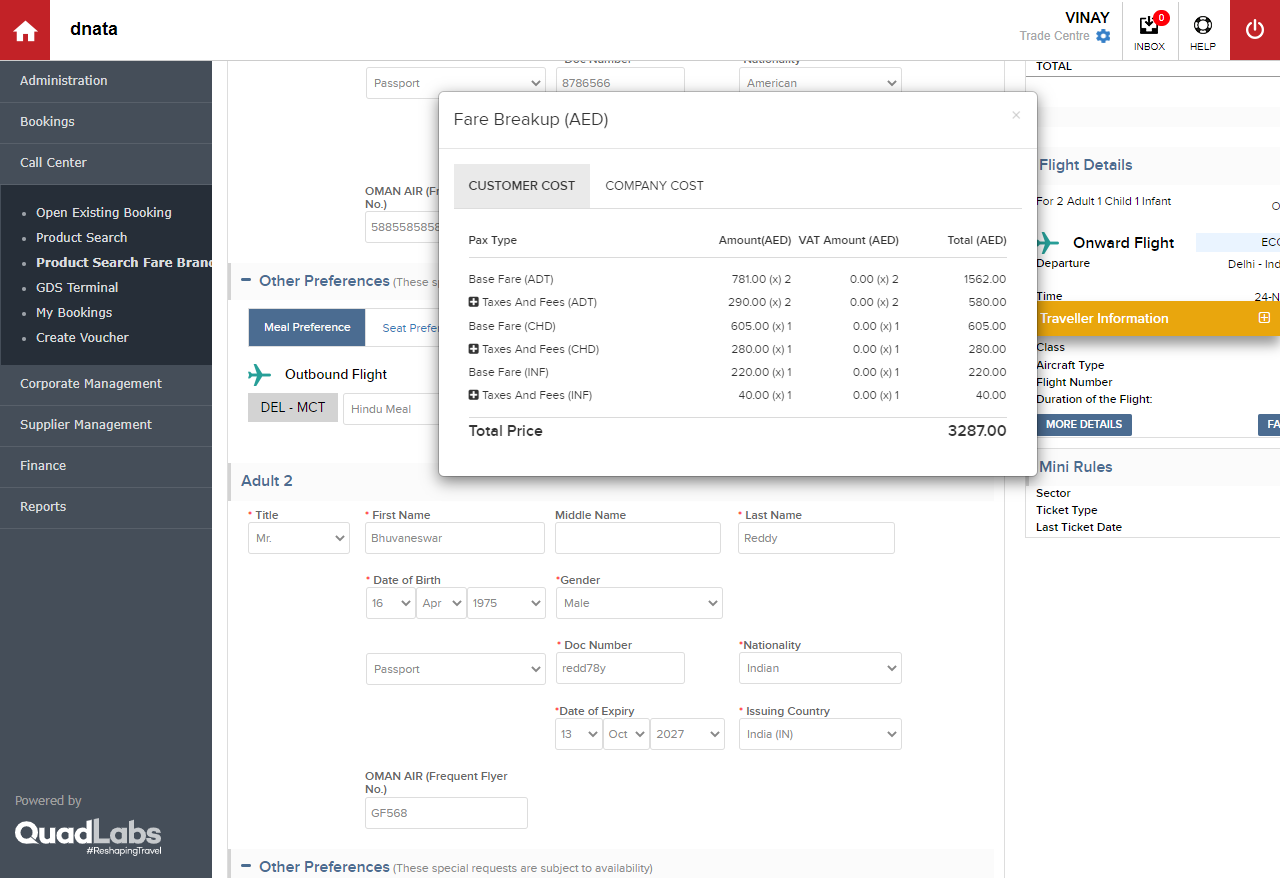 dnata
VINAY
Trade Centre
0
INBOX
HELP
Administration
Bookings
Call Center
Open Existing Booking
Product Search
Product Search Fare Bran
GDS Terminal
My Bookings
Create Voucher
Corporate Management
Supplier Management
Finance
Reports
Powered by
QuadLabs
#ReshapingTravel
Doc Number
Nationality
Passport
8786566
American
OMAN AIR (Fr
No.)
5885585858
Other Preferences (These sp
Meal Preference
Seat Prefer
Outbound Flight
DEL - MCT
Hindu Meal
Fare Breakup (AED)
×
CUSTOMER COST
COMPANY COST
Pax Type Amount(AED) VAT Amount (AED) Total (AED)
Base Fare (ADT) 781.00 (x) 2 0.00 (x) 2 1562.00
Taxes And Fees (ADT) 290.00 (x) 2 0.00 (x) 2 580.00
Base Fare (CHD) 605.00 (x) 1 0.00 (x) 1 605.00
Taxes And Fees (CHD) 280.00 (x) 1 0.00 (x) 1 280.00
Base Fare (INF) 220.00 (x) 1 0.00 (x) 1 220.00
Taxes And Fees (INF) 40.00 (x) 1 0.00 (x) 1 40.00
Total Price 3287.00
Adult 2
* Title * First Name Middle Name * Last Name
Mr. Bhuvaneswar Reddy
* Date of Birth *Gender
16 Apr 1975 Male
* Doc Number *Nationality
Passport redd78y Indian
*Date of Expiry * Issuing Country
13 Oct 2027 India (IN)
OMAN AIR (Frequent Flyer
No.)
GF568
Other Preferences (These special requests are subject to availability)
TOTAL
Flight Details
For 2 Adult 1 Child 1 Infant
O
Onward Flight ECO
Departure Delhi - Ind
Time 24-N
Traveller Information
Class
Aircraft Type
Flight Number
Duration of the Flight:
MORE DETAILS FA
Mini Rules
Sector
Ticket Type
Last Ticket Date